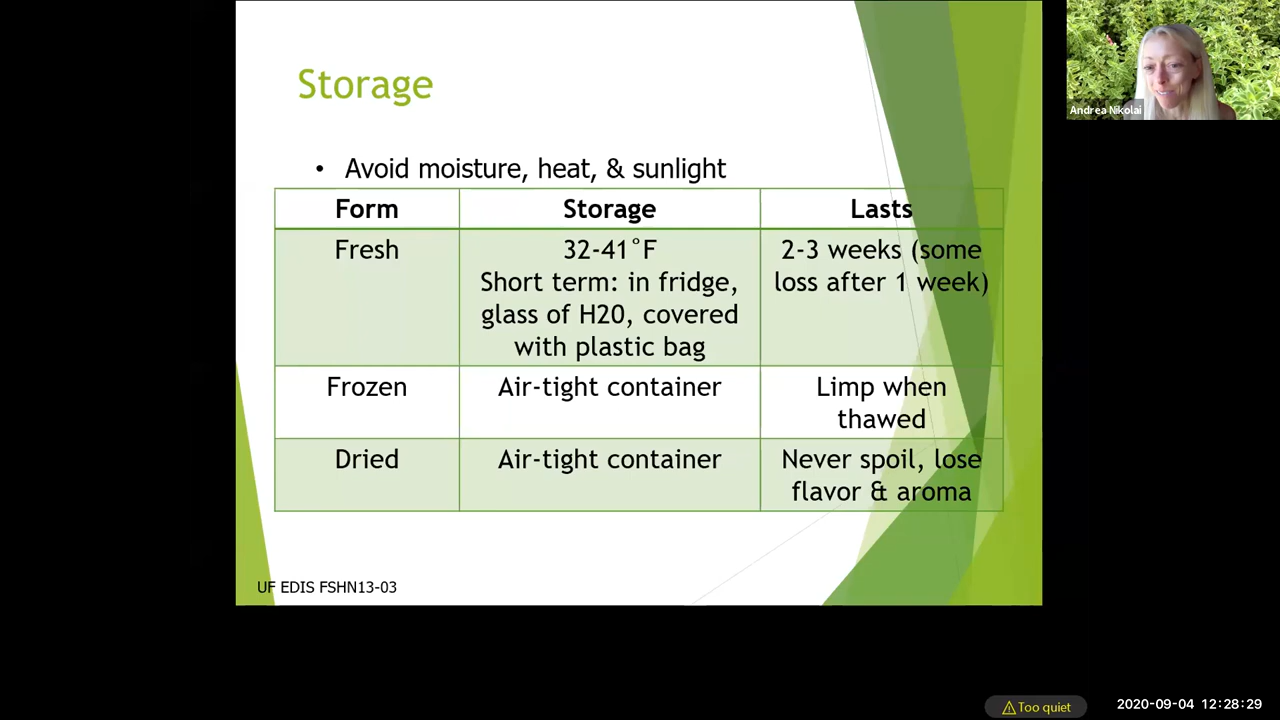 Storage
• Avoid moisture, heat, & sunlight
Form Storage Lasts
Fresh 32-41°F 2-3 weeks (some
Short term: in fridge, loss after 1 week)
glass of H20, covered
with plastic bag
Frozen Air-tight container Limp when
thawed
Dried Air-tight container Never spoil, lose
flavor & aroma
UF EDIS FSHN13-03
Andrea Nikolai
Too quiet
2020-09-04 12:28:29